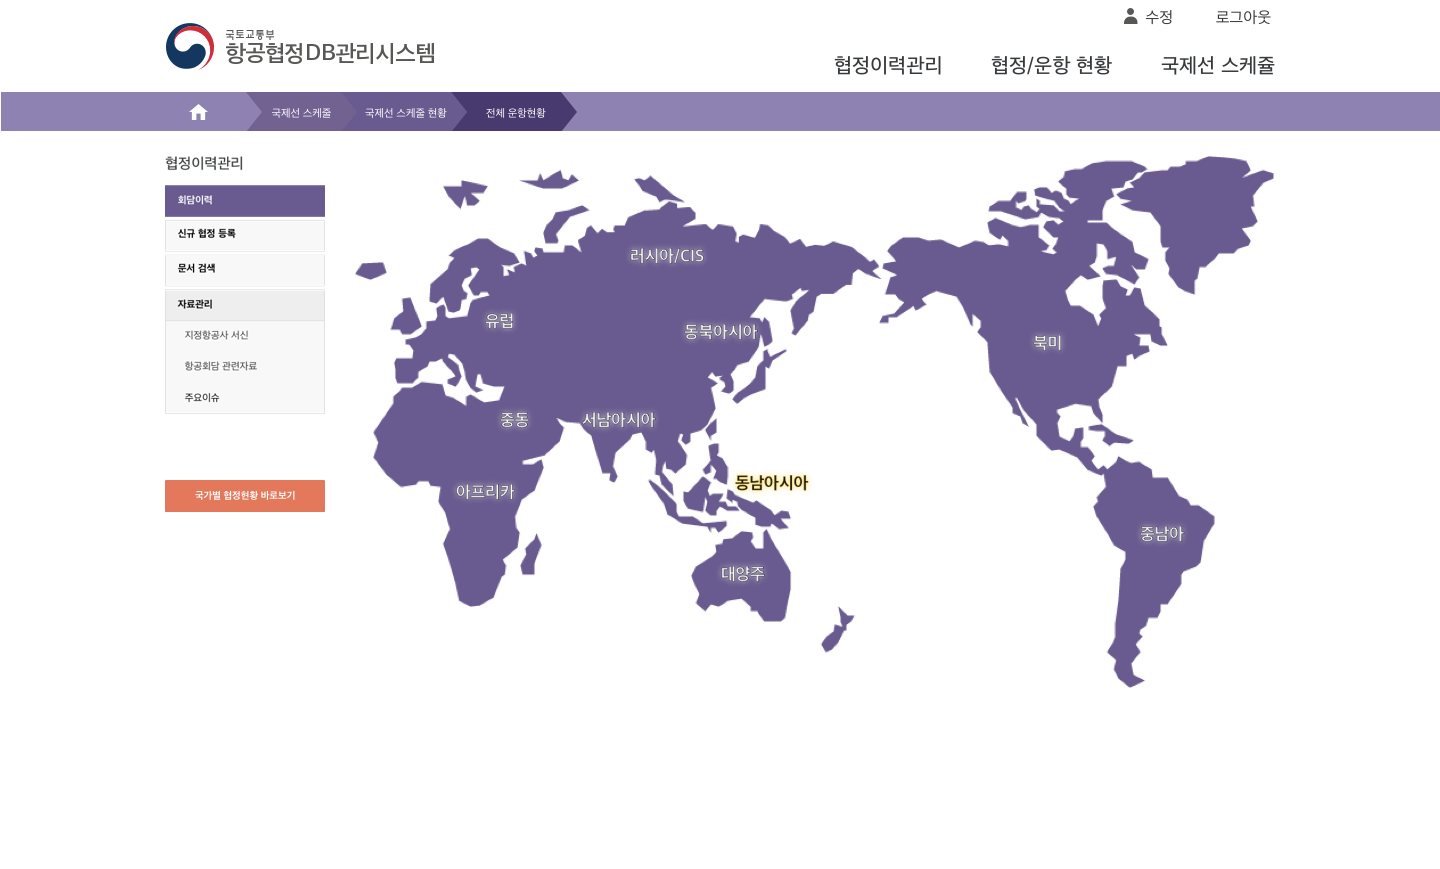 수정
로그아웃
국토교통부
항공협정DB관리시스템
협정이력관리
협정/운항 현황
국제선 스케쥴
국제선 스케줄
국제선 스케줄 현황
전체 운항현황
협정이력관리
회담이력
신규 협정 등록
문서 검색
자료관리
지정항공사 서신
항공회담 관련자료
주요이슈
국가별 협정현황 바로보기
러시아/CIS
유럽
동북아시아
북미
중동
서남아시아
동남아시아
아프리카
중남아
대양주